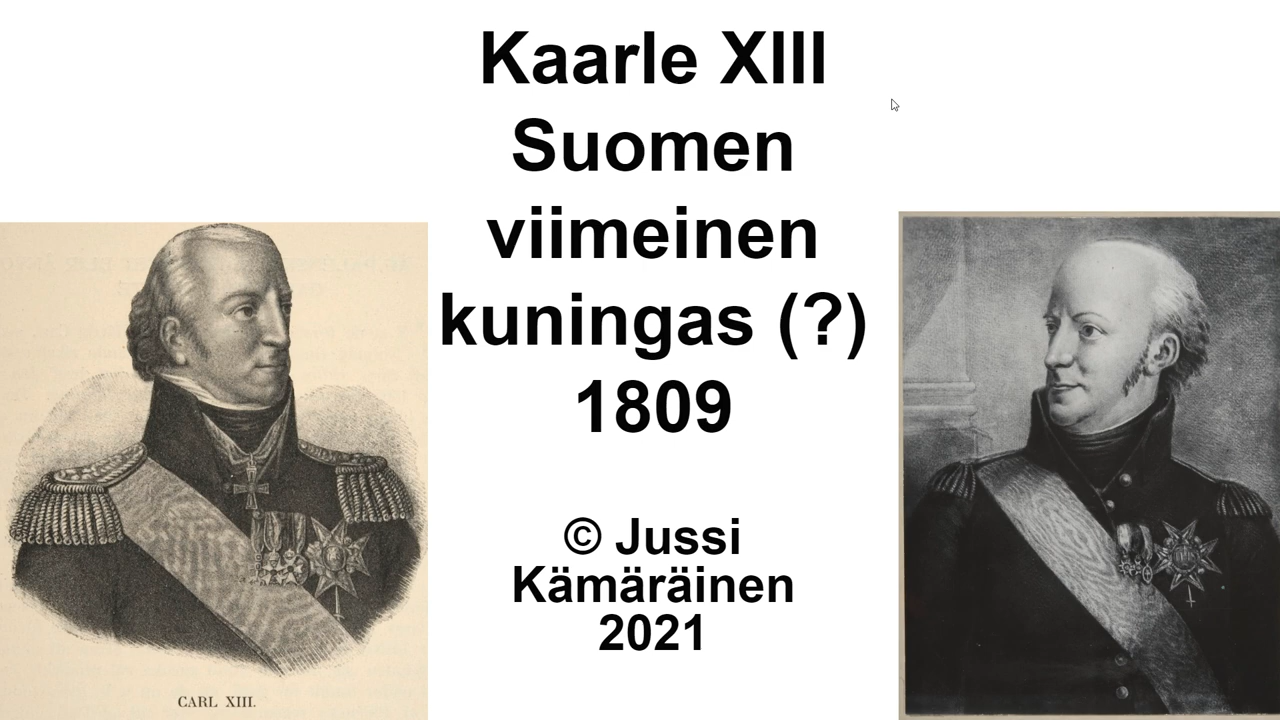 Kaarle XIII
Suomen
viimeinen
kuningas (?)
1809
© Jussi
Kämäräinen
2021
CARL XIII.